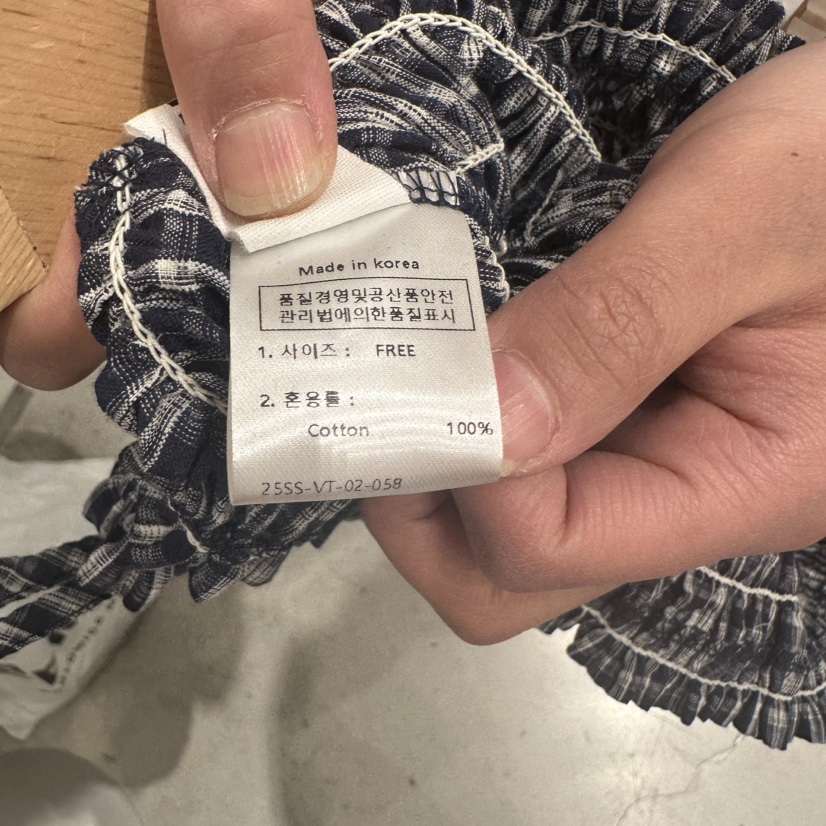 Made in korea
품질경영및공산품안전
관리법에의한품질표시
1. 사이즈 : FREE
2. 혼용률 :
Cotton 100%
25SS-VT-02-058